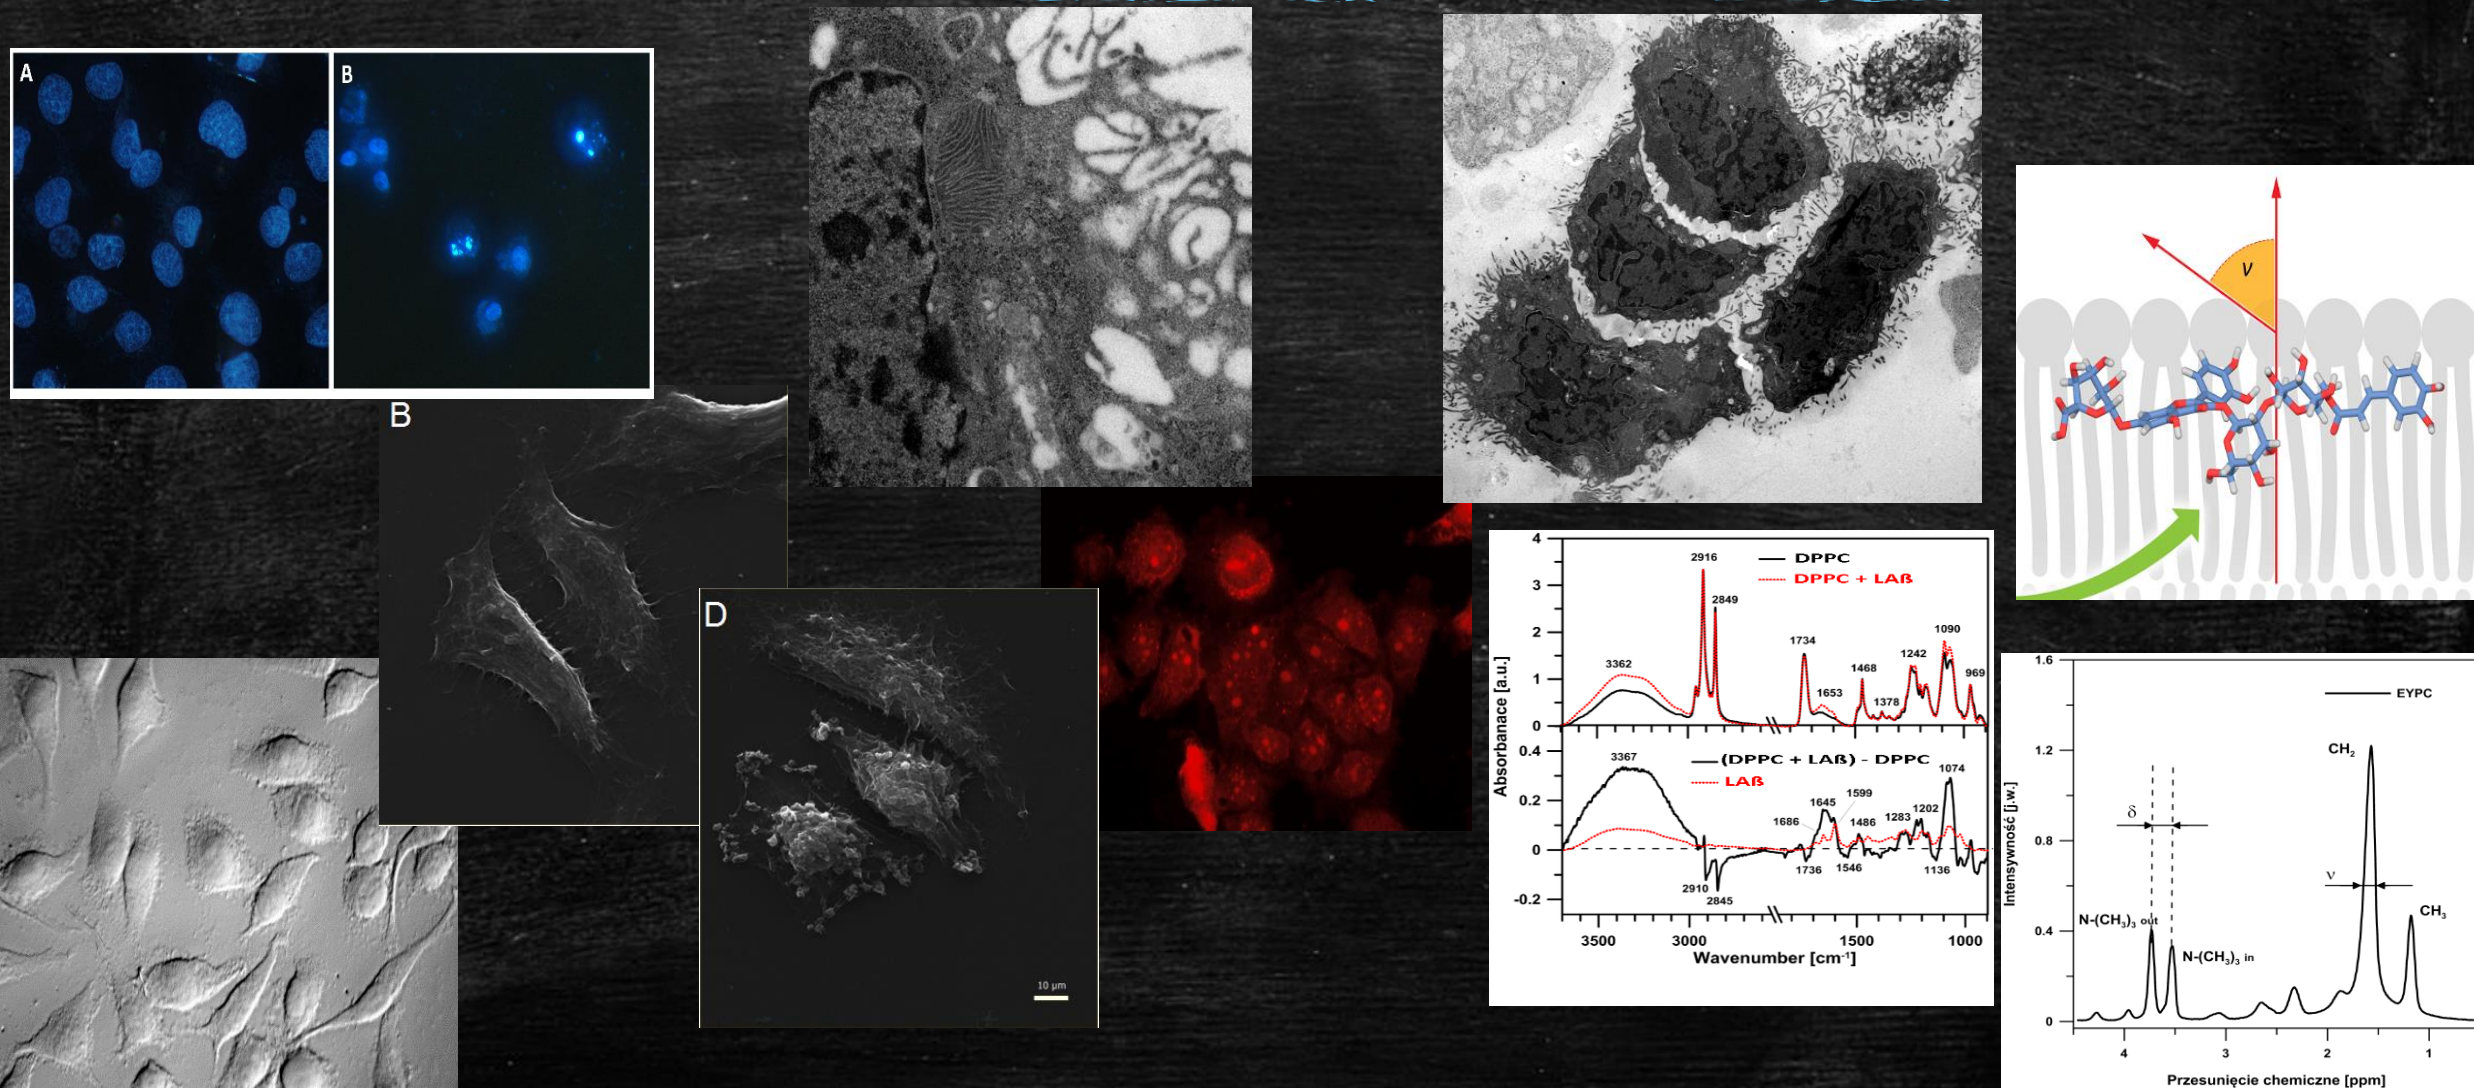 A
B
B
D
10 µm
ν
4
3
2
1
0
2916
DPPC
DPPC + LAß
2849
3362
1734
1653
1468
1378
1242
1090
969
0.4
0.2
0
-0.2
3367
(DPPC + LAß) - DPPC
LAß
2910
2845
1686
1645
1599
1736
1546
1486
1283
1202
1136
1074
3500
3000
1500
1000
Absorbanace [a.u.]
Wavenumber [cm-1]
1.6
1.2
0.8
0.4
0
EYPC
CH2
δ
ν
N-(CH3)3 out
N-(CH3)3 in
CH3
Intensywność [j.w.]
4
3
2
1
Przesunięcie chemiczne [ppm]